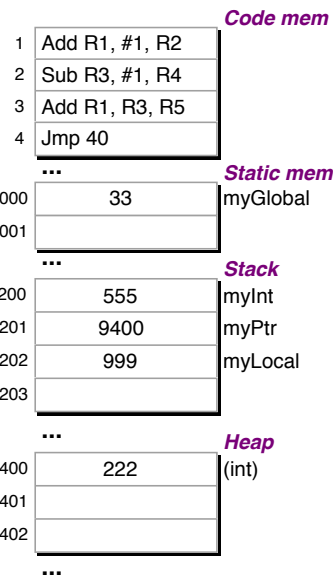 Code mem
1 Add R1, #1, R2
2 Sub R3, #1, R4
3 Add R1, R3, R5
4 Jmp 40
...
Static mem
000 33 myGlobal
001
...
Stack
200 555 myInt
201 9400 myPtr
202 999 myLocal
203
...
Heap
400 222 (int)
401
402
...